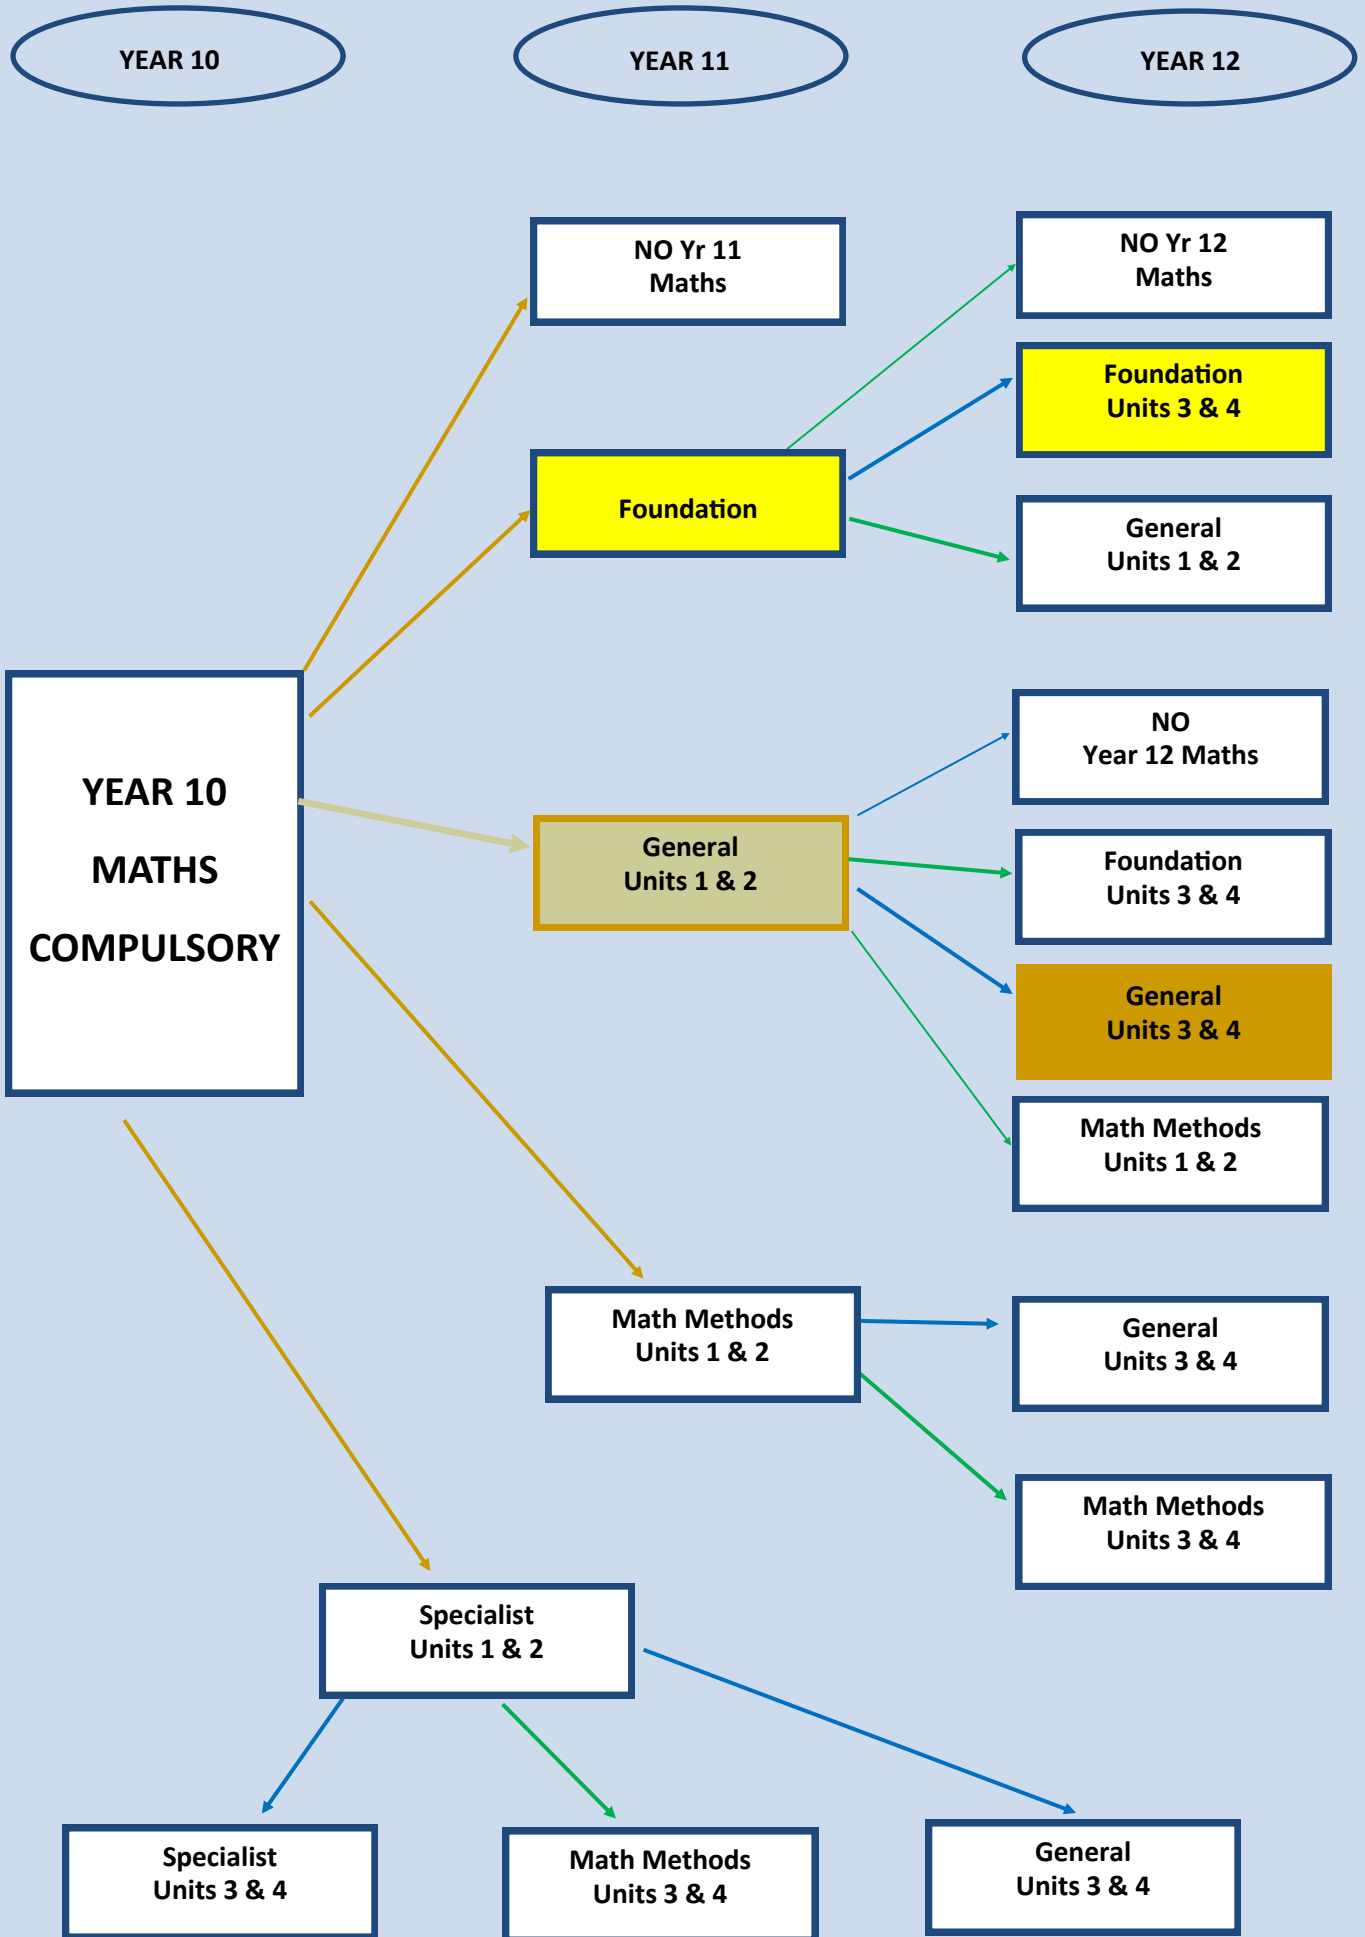 YEAR 10
YEAR 11
YEAR 12
NO Yr 11
Maths
NO Yr 12
Maths
Foundation
Units 3 & 4
Foundation
General
Units 1 & 2
YEAR 10
MATHS
COMPULSORY
NO
Year 12 Maths
General
Units 1 & 2
Foundation
Units 3 & 4
General
Units 3 & 4
Math Methods
Units 1 & 2
Math Methods
Units 1 & 2
General
Units 3 & 4
Math Methods
Units 3 & 4
Specialist
Units 1 & 2
Specialist
Units 3 & 4
Math Methods
Units 3 & 4
General
Units 3 & 4